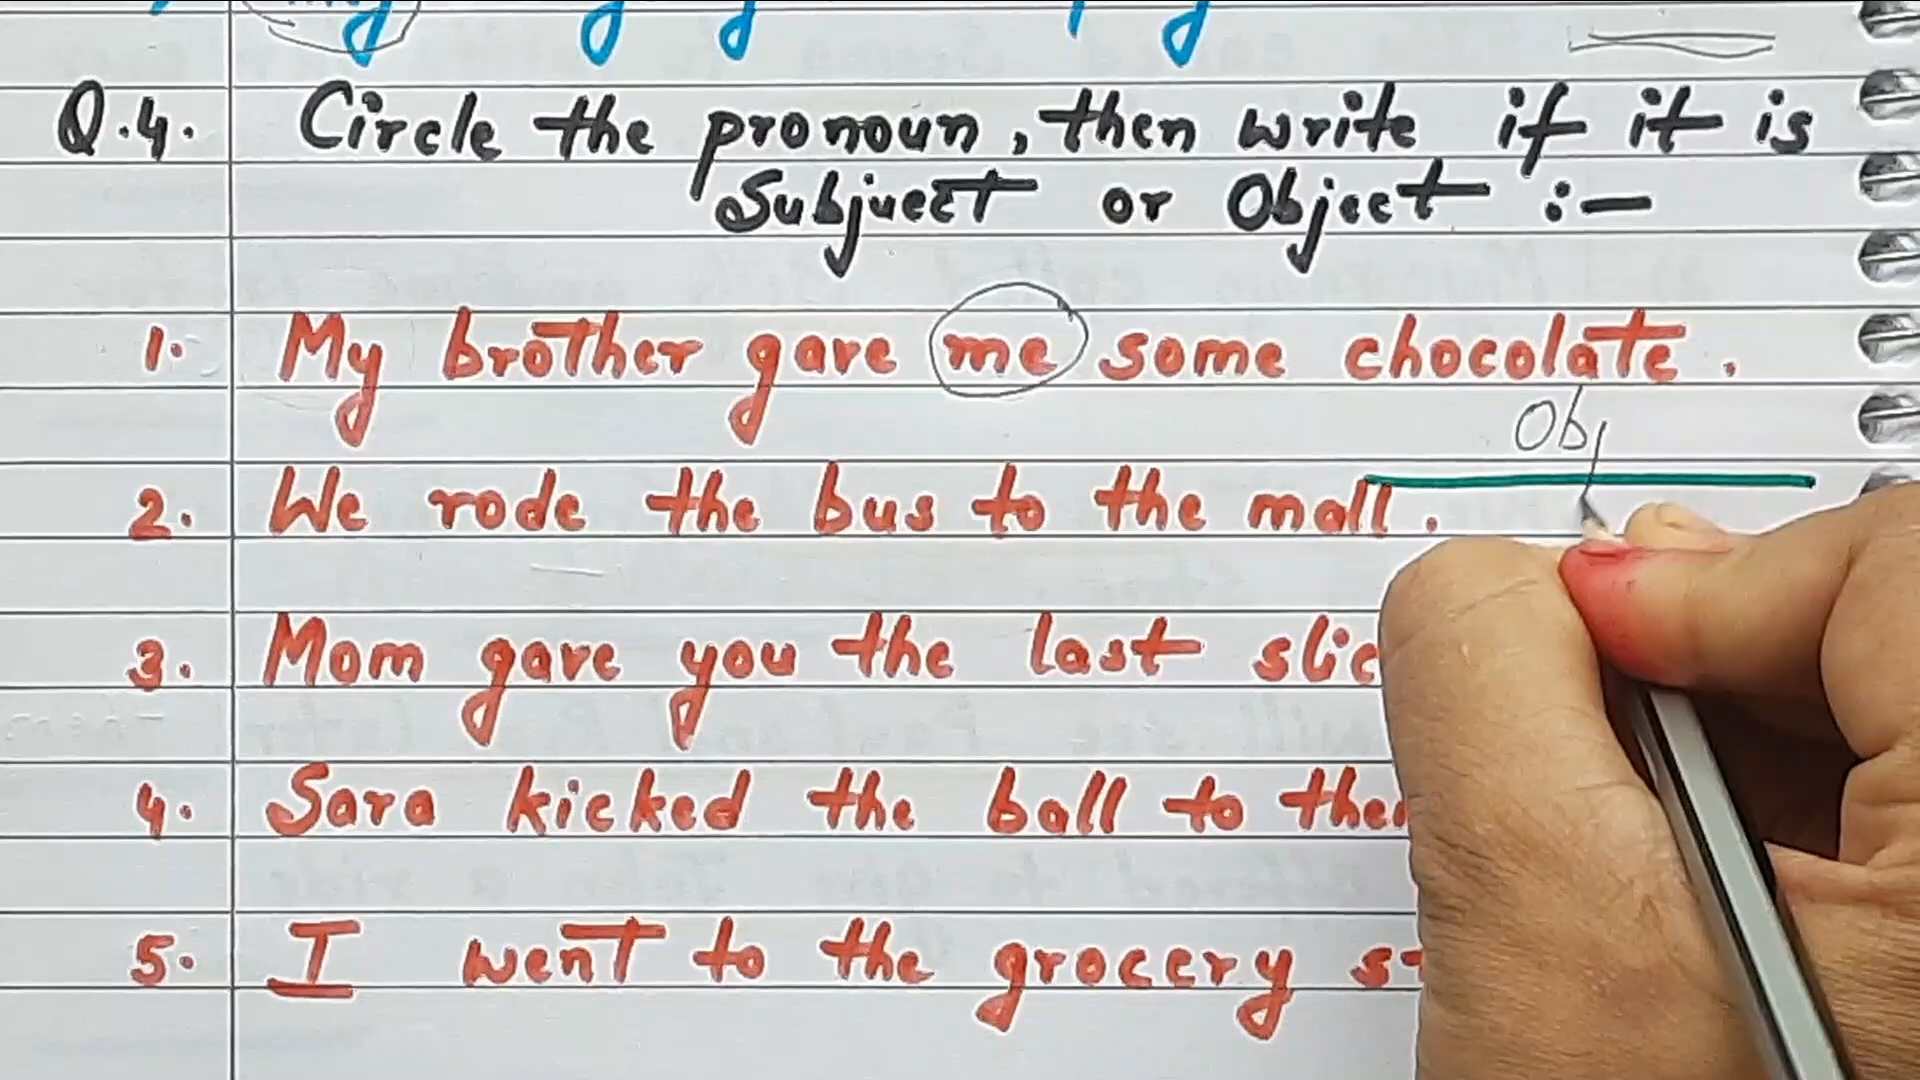 Q.4. Circle the pronoun, then write if it is
Subjuect or Object :-
1. My brother gave me some chocolate.
Obj
2. We rode the bus to the mall.
3. Mom gave you the last
4. Sara kicked the ball to
5. I went to the grocery